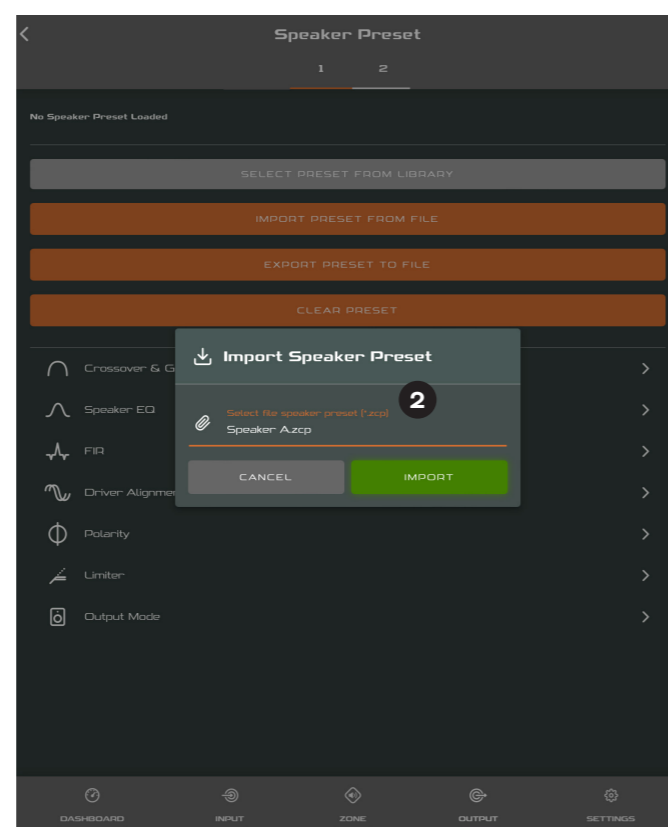 Speaker Preset
1 2
No Speaker Preset Loaded
SELECT PRESET FROM LIBRARY
IMPORT PRESET FROM FILE
EXPORT PRESET TO FILE
CLEAR PRESET
Import Speaker Preset
Crossover & G
Speaker EQ
2
Select file speaker preset (*.zcp)
Speaker A.zcp
FIR
CANCEL IMPORT
Driver Alignmen
Polarity
Limiter
Output Mode
DASHBOARD INPUT ZONE OUTPUT SETTINGS